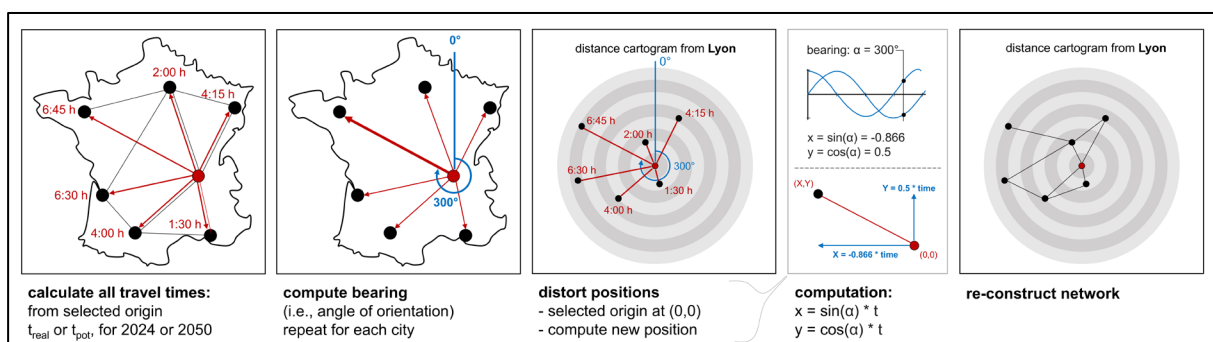 2:00 h
4:15 h
6:45 h
6:30 h
4:00 h
1:30 h
calculate all travel times:
from selected origin
t_real or t_pot, for 2024 or 2050
0°
300°
compute bearing
(i.e., angle of orientation)
repeat for each city
distance cartogram from Lyon
0°
6:45 h
4:15 h
2:00 h
300°
6:30 h
1:30 h
4:00 h
distort positions
- selected origin at (0,0)
- compute new position
bearing: α = 300°
x = sin(α) = -0.866
y = cos(α) = 0.5
(X,Y)
Y = 0.5 * time
X = -0.866 * time
(0,0)
computation:
x = sin(α) * t
y = cos(α) * t
distance cartogram from Lyon
re-construct network